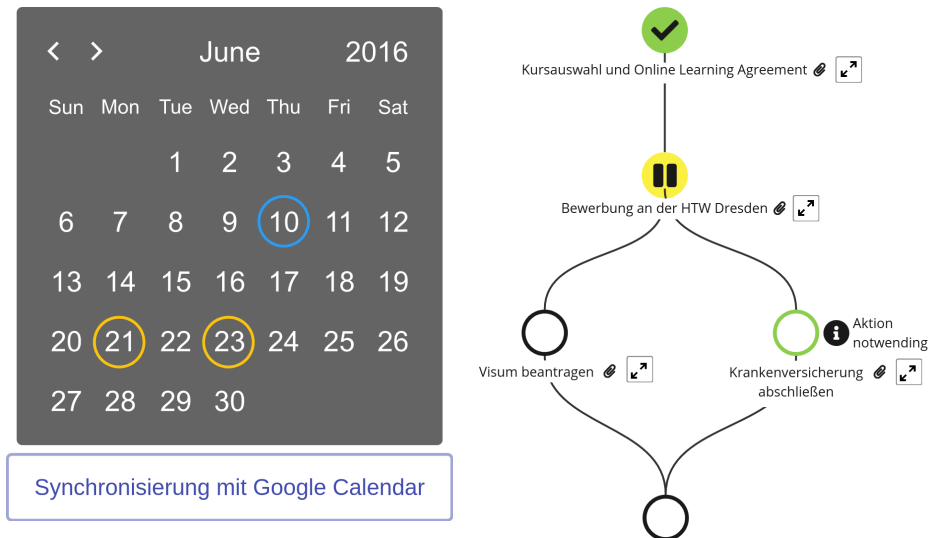 June 2016
Sun Mon Tue Wed Thu Fri Sat
1 2 3 4 5
6 7 8 9 10 11 12
13 14 15 16 17 18 19
20 21 22 23 24 25 26
27 28 29 30
Synchronisierung mit Google Calendar
Kursauswahl und Online Learning Agreement
Bewerbung an der HTW Dresden
Aktion
notwending
Visum beantragen
Krankenversicherung
abschließen